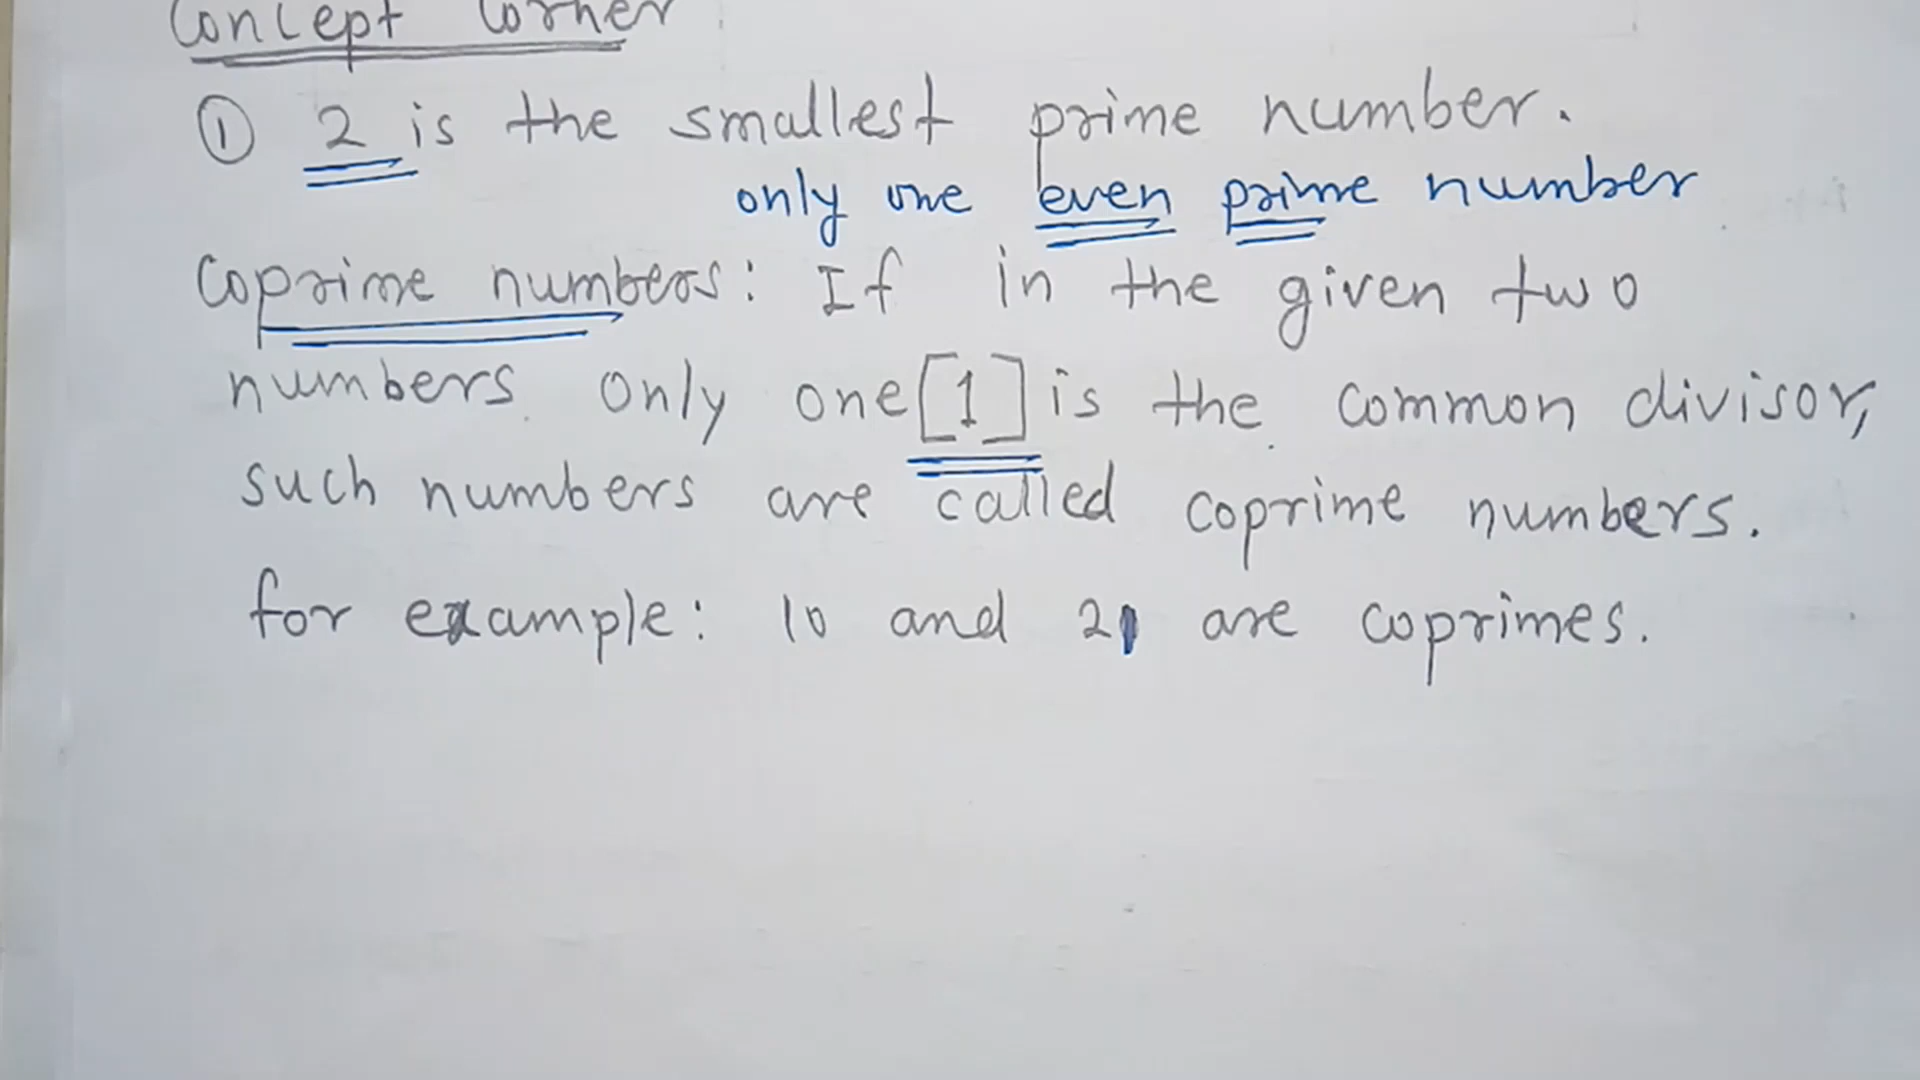 Concept Corner
① 2 is the smallest prime number.
only one even prime number
Coprime numbers: If in the given two
numbers only one [1] is the common divisor,
such numbers are called coprime numbers.
for example: 10 and 21 are coprimes.